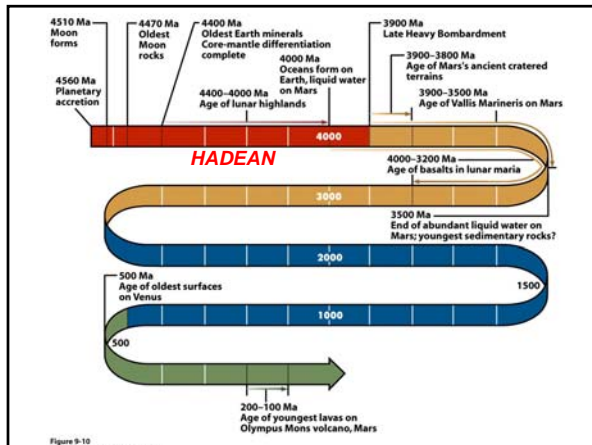 4510 Ma
Moon
forms
4470 Ma
Oldest
Moon
rocks
4400 Ma
Oldest Earth minerals
Core-mantle differentiation
complete
3900 Ma
Late Heavy Bombardment
4560 Ma
Planetary
accretion
4000 Ma
Oceans form on
Earth, liquid water
on Mars
4400–4000 Ma
Age of lunar highlands
3900–3800 Ma
Age of Mars's ancient cratered
terrains
3900–3500 Ma
Age of Vallis Marineris on Mars
4000
HADEAN
4000–3200 Ma
Age of basalts in lunar maria
3000
3500 Ma
End of abundant liquid water on
Mars; youngest sedimentary rocks?
2000
500 Ma
Age of oldest surfaces
on Venus
1500
1000
500
200–100 Ma
Age of youngest lavas on
Olympus Mons volcano, Mars
Figure 9-10